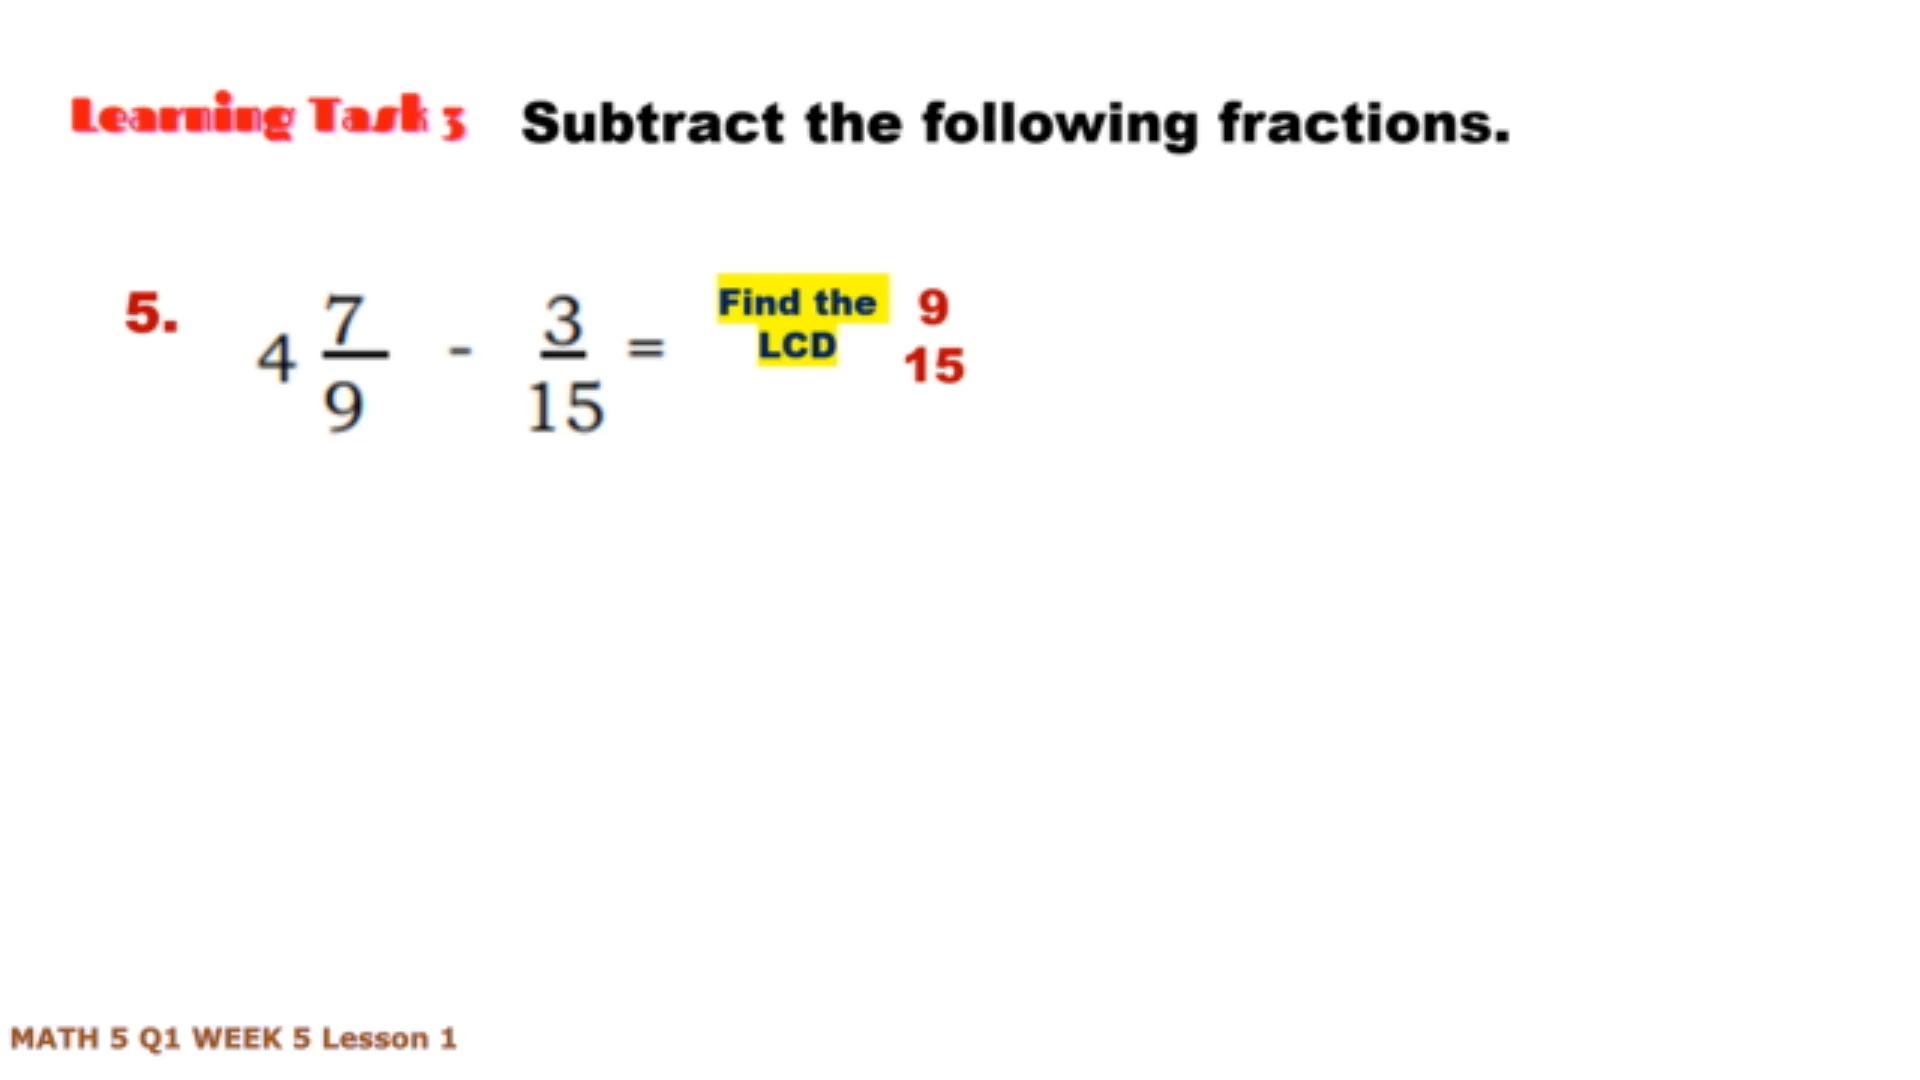 Learning Task 3 Subtract the following fractions.
5. 4 7/9 - 3/15 =
Find the 9
LCD 15
MATH 5 Q1 WEEK 5 Lesson 1